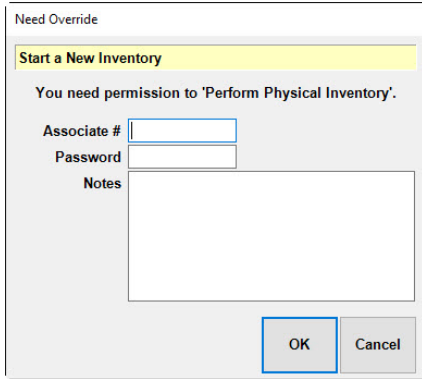 Need Override
Start a New Inventory
You need permission to 'Perform Physical Inventory'.
Associate #
Password
Notes
OK Cancel